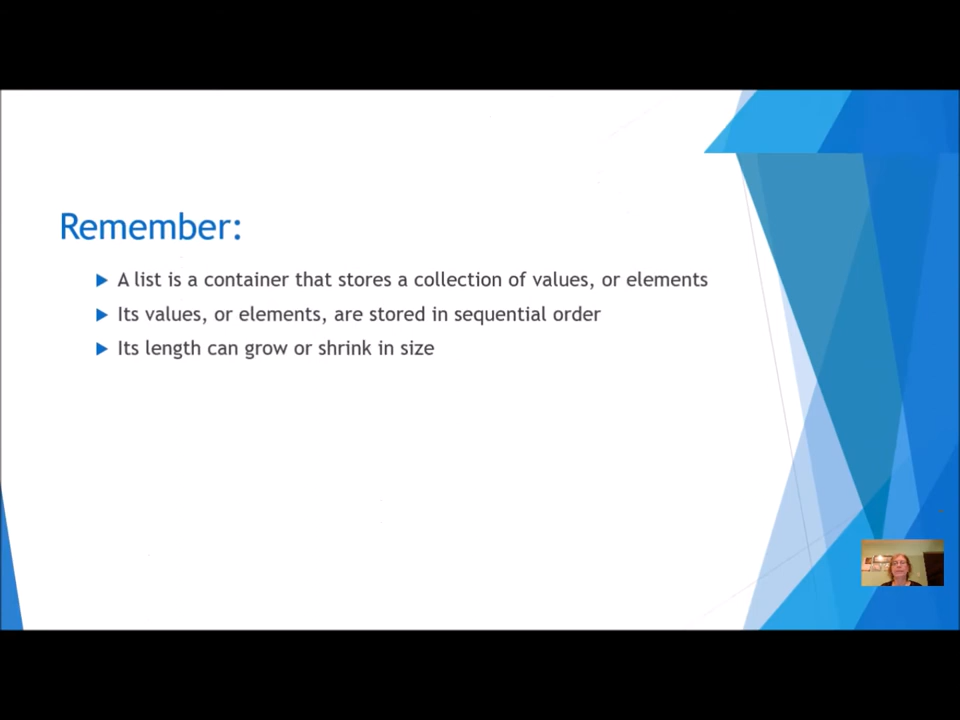 Remember:
A list is a container that stores a collection of values, or elements
Its values, or elements, are stored in sequential order
Its length can grow or shrink in size